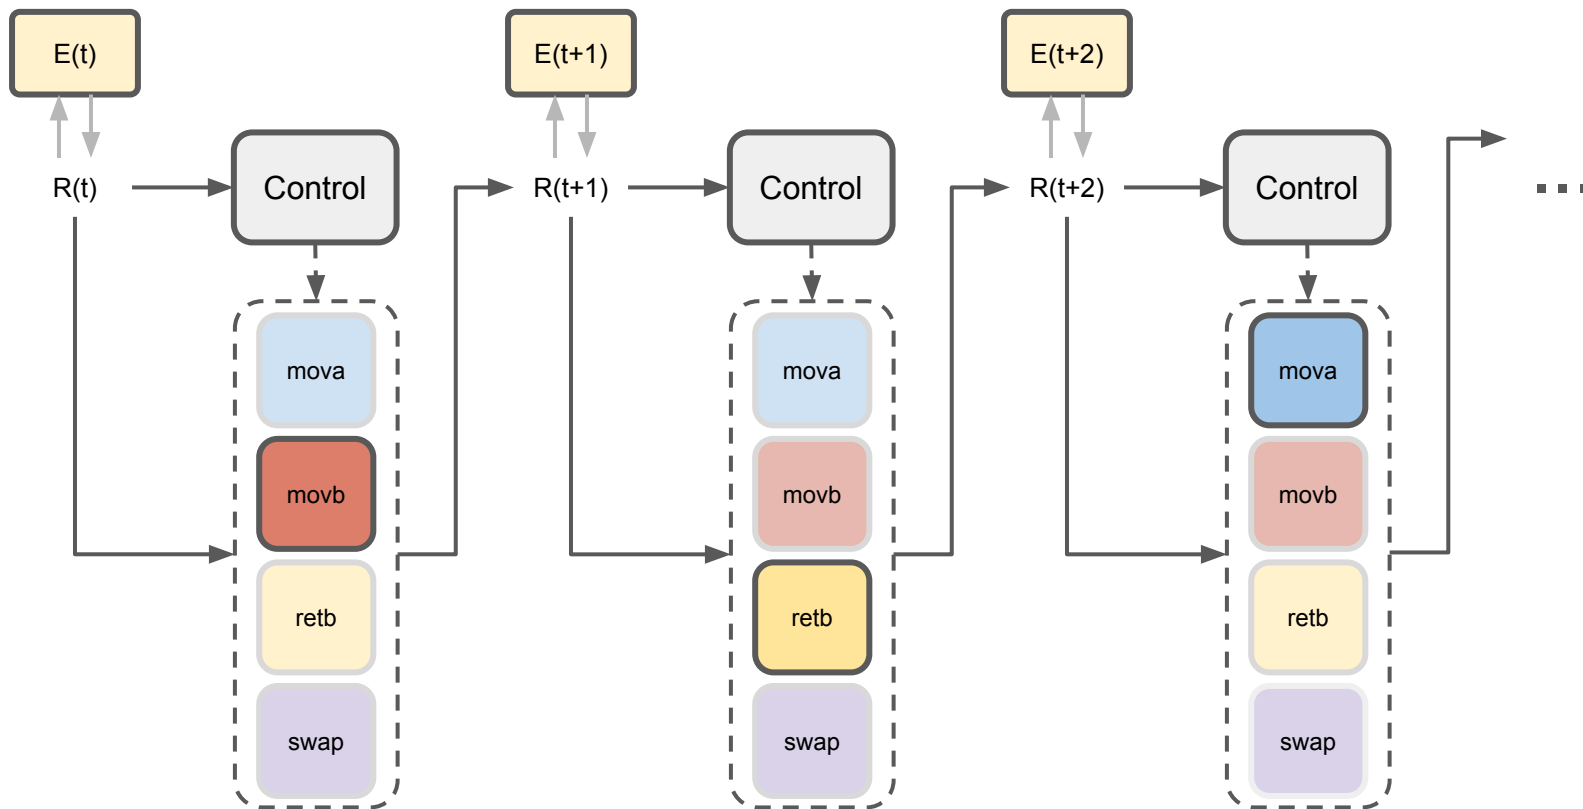 E(t)
E(t+1)
E(t+2)
R(t)
Control
R(t+1)
Control
R(t+2)
Control
mova
mova
mova
movb
movb
movb
retb
retb
retb
swap
swap
swap